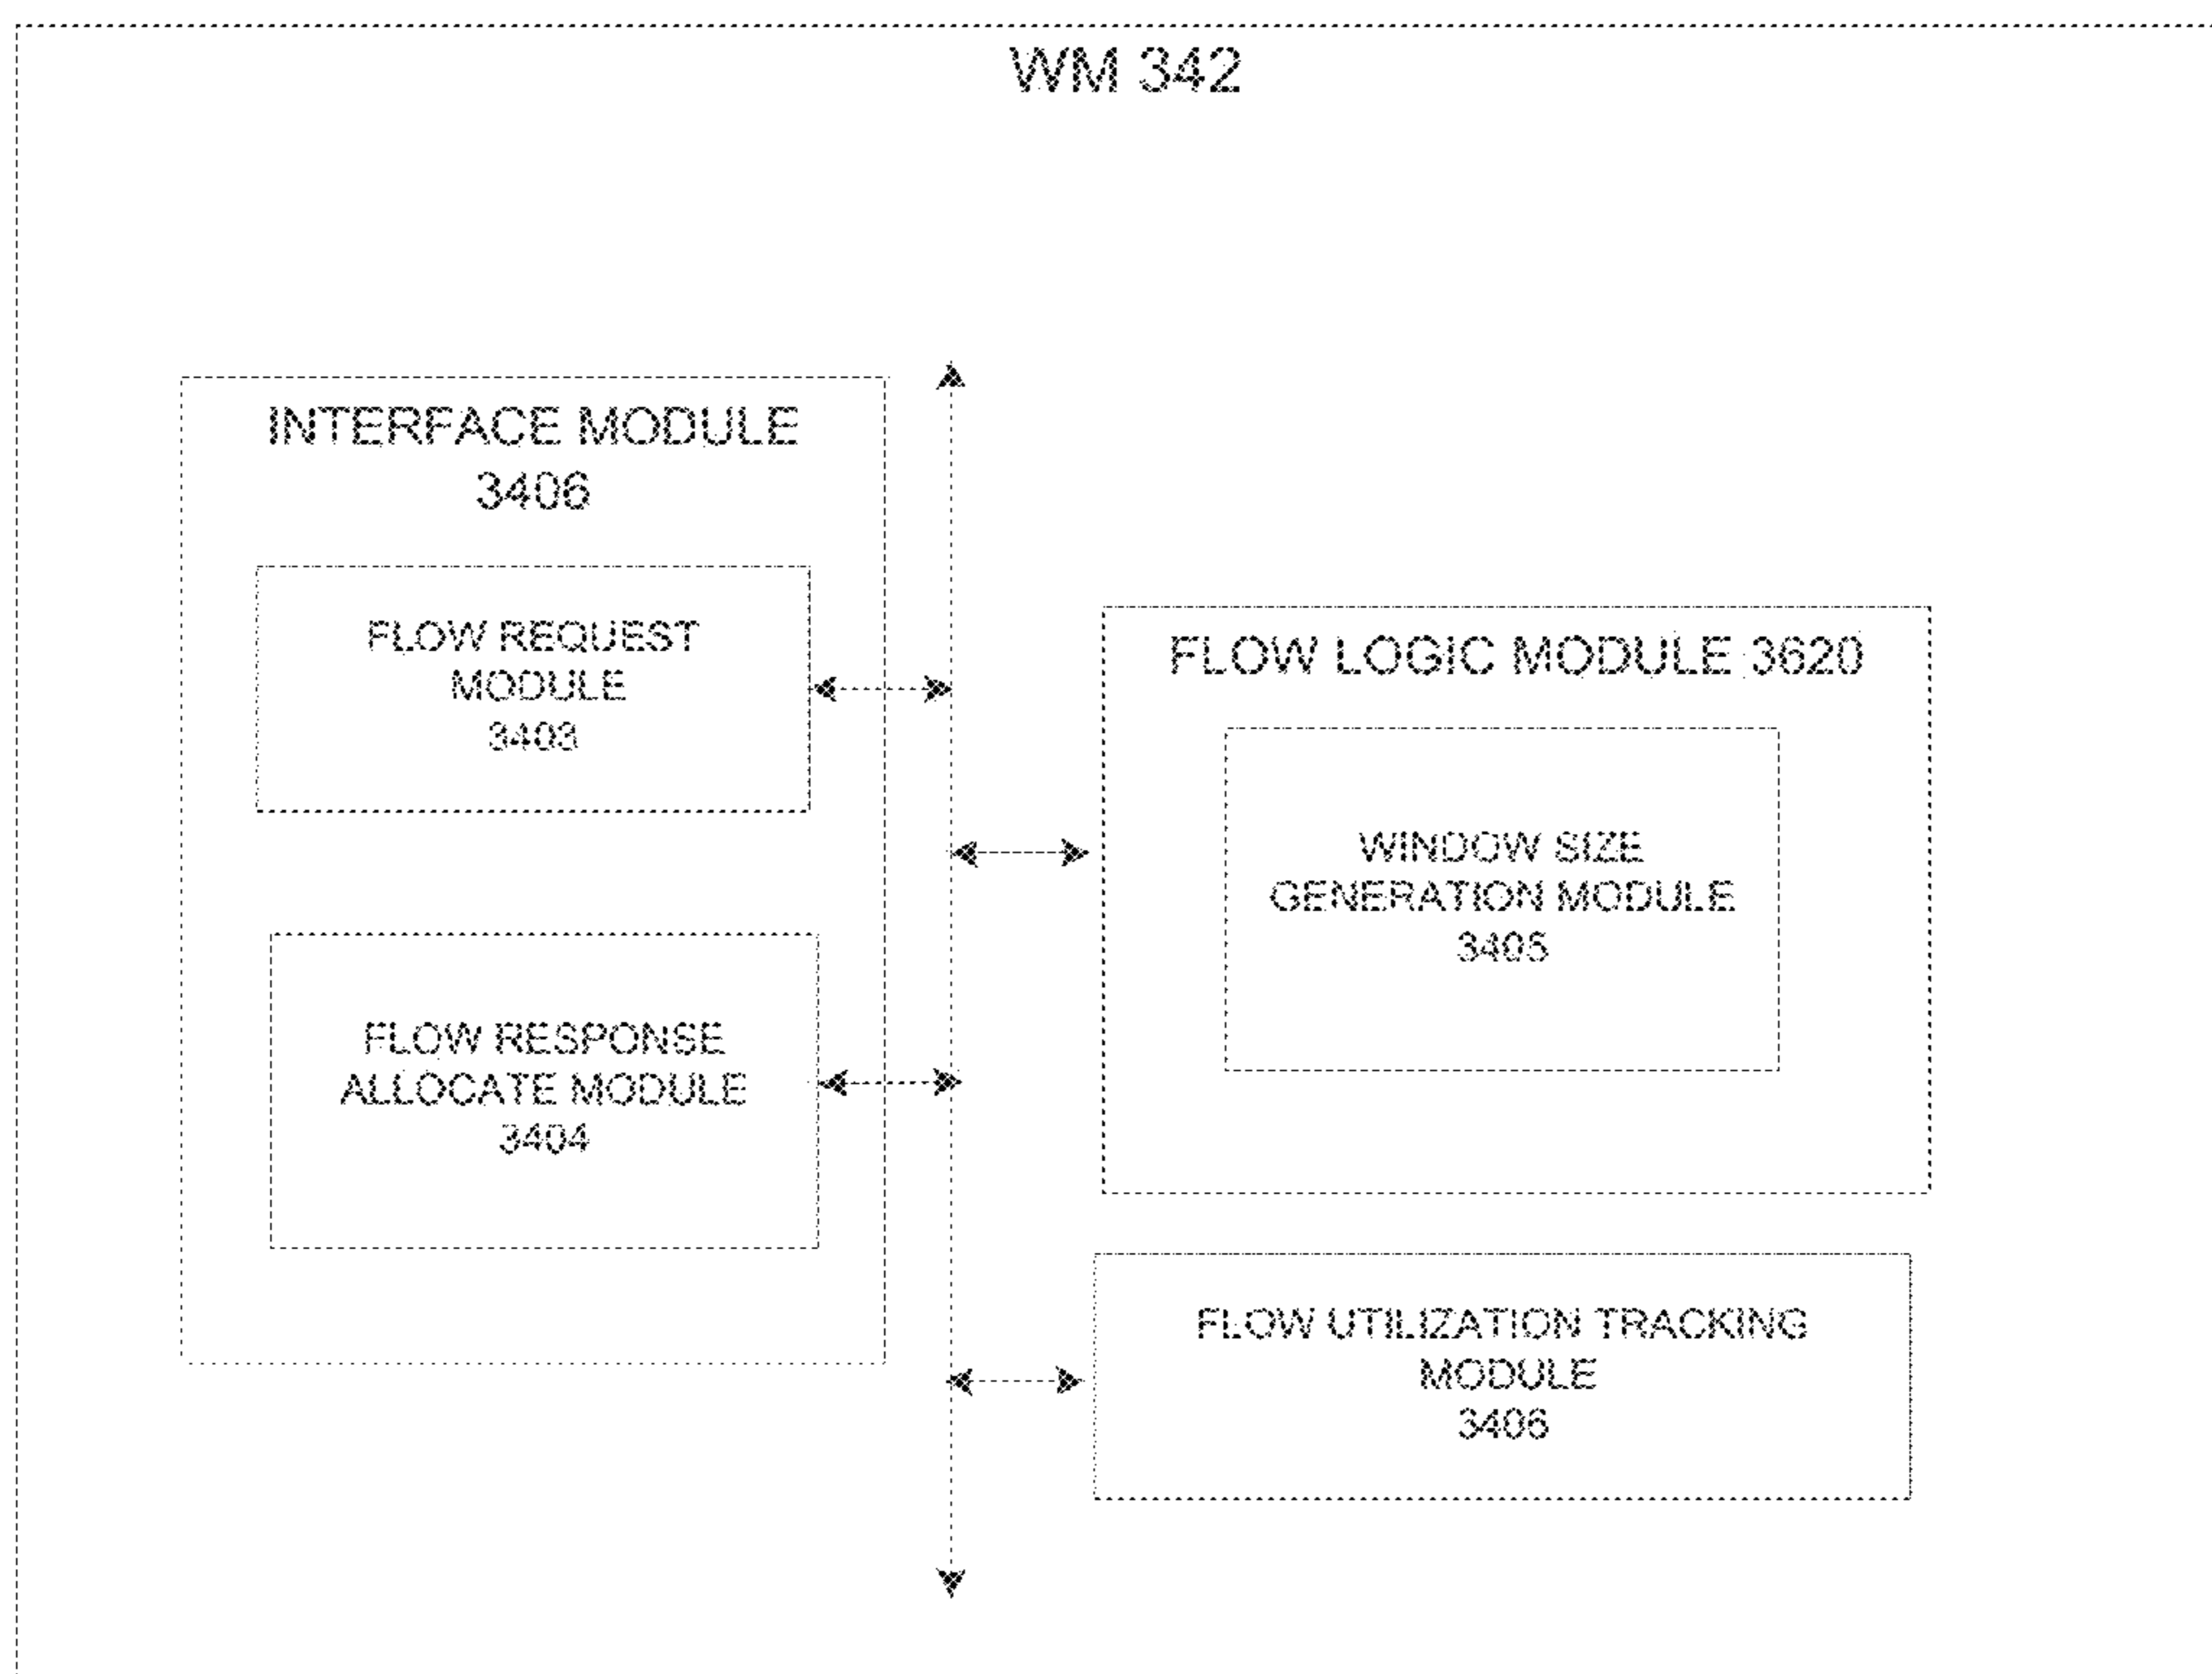 WM 342
INTERFACE MODULE
3406
FLOW REQUEST
MODULE
3403
FLOW RESPONSE
ALLOCATE MODULE
3404
FLOW LOGIC MODULE 3620
WINDOW SIZE
GENERATION MODULE
3405
FLOW UTILIZATION TRACKING
MODULE
3406